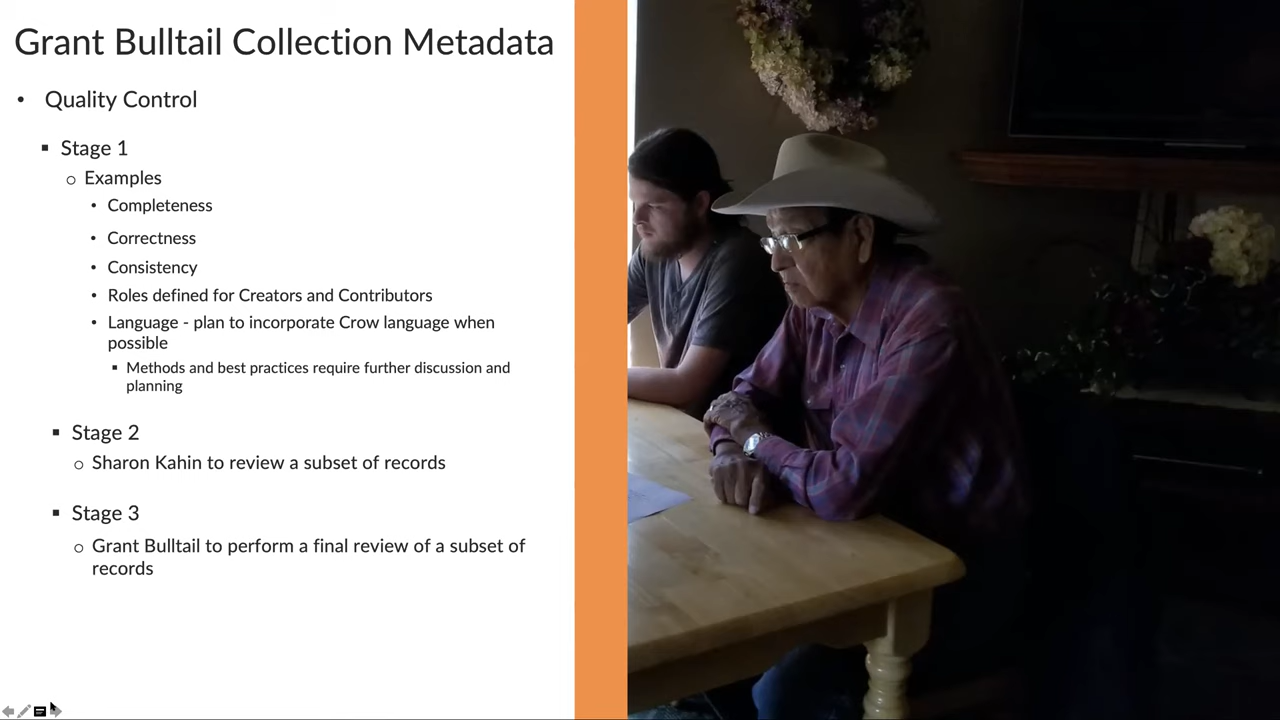 Grant Bulltail Collection Metadata
• Quality Control
▪ Stage 1
o Examples
• Completeness
• Correctness
• Consistency
• Roles defined for Creators and Contributors
• Language - plan to incorporate Crow language when
possible
▪ Methods and best practices require further discussion and
planning
▪ Stage 2
o Sharon Kahin to review a subset of records
▪ Stage 3
o Grant Bulltail to perform a final review of a subset of
records